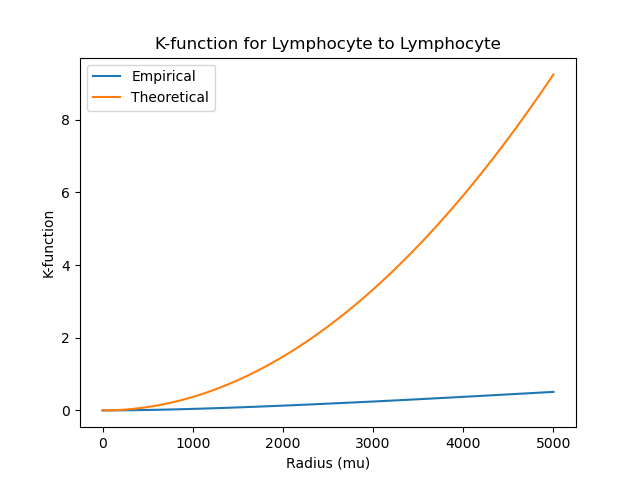 K-function for Lymphocyte to Lymphocyte
Empirical
Theoretical
8
6
4
2
0
K-function
0 1000 2000 3000 4000 5000
Radius (mu)